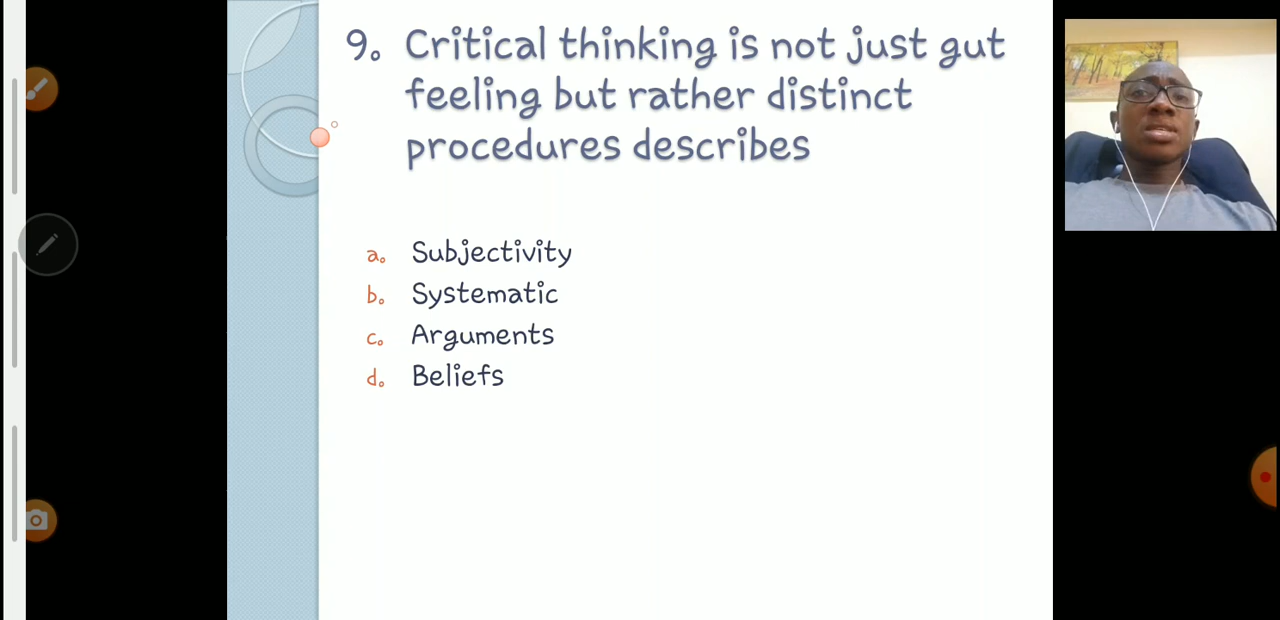 9. Critical thinking is not just gut
feeling but rather distinct
procedures describes
a. Subjectivity
b. Systematic
c. Arguments
d. Beliefs